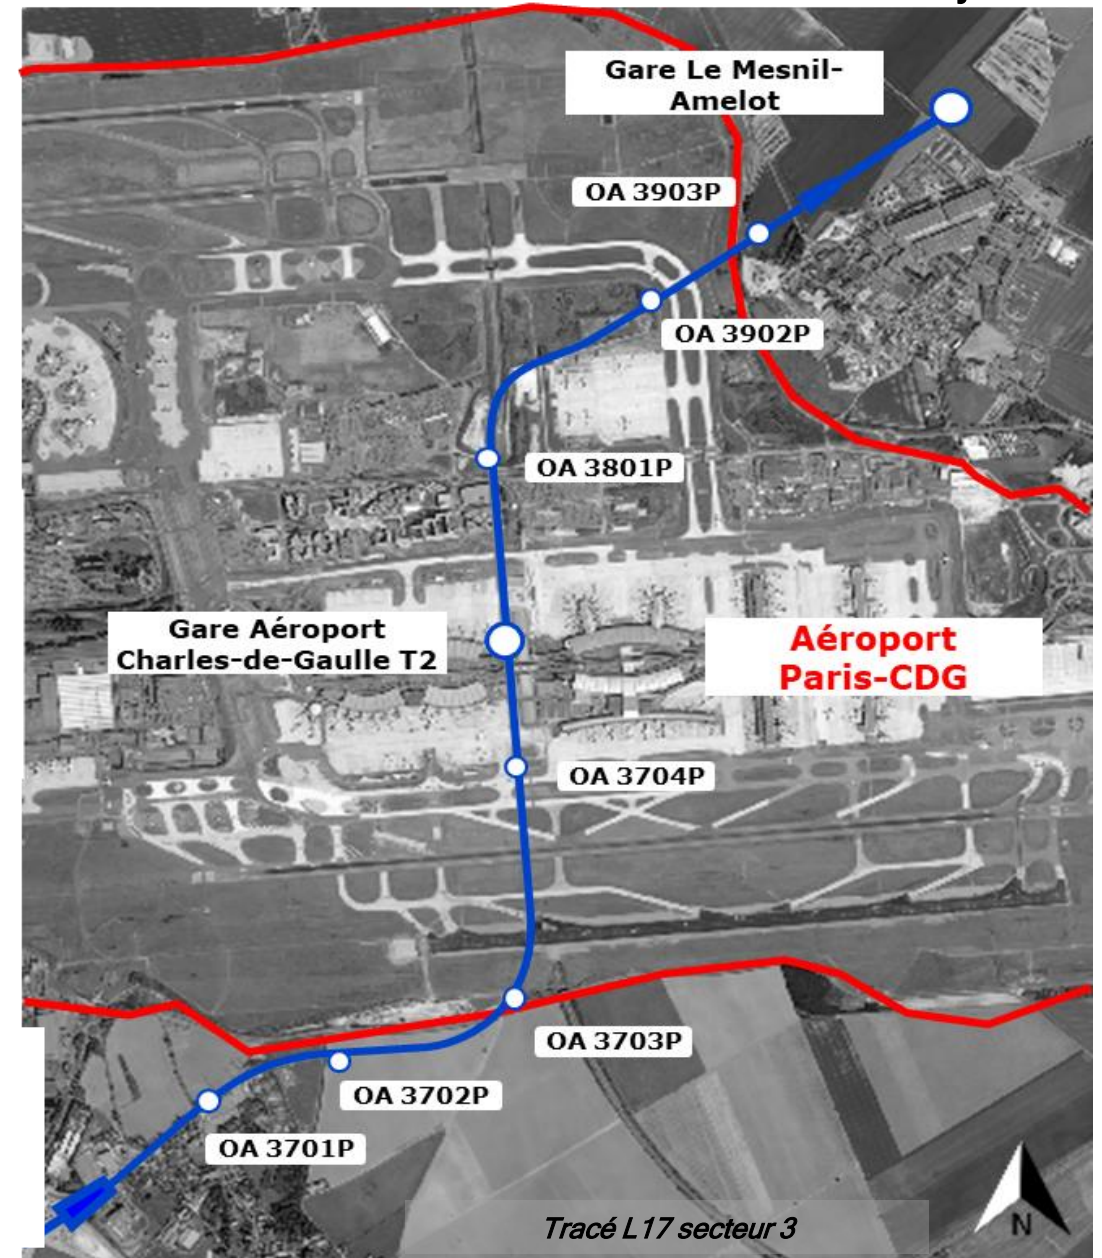 Gare Le Mesnil-
Amelot
OA 3903P
OA 3902P
OA 3801P
Gare Aéroport
Charles-de-Gaulle T2
Aéroport
Paris-CDG
OA 3704P
OA 3703P
OA 3702P
OA 3701P
Tracé L17 secteur 3
N